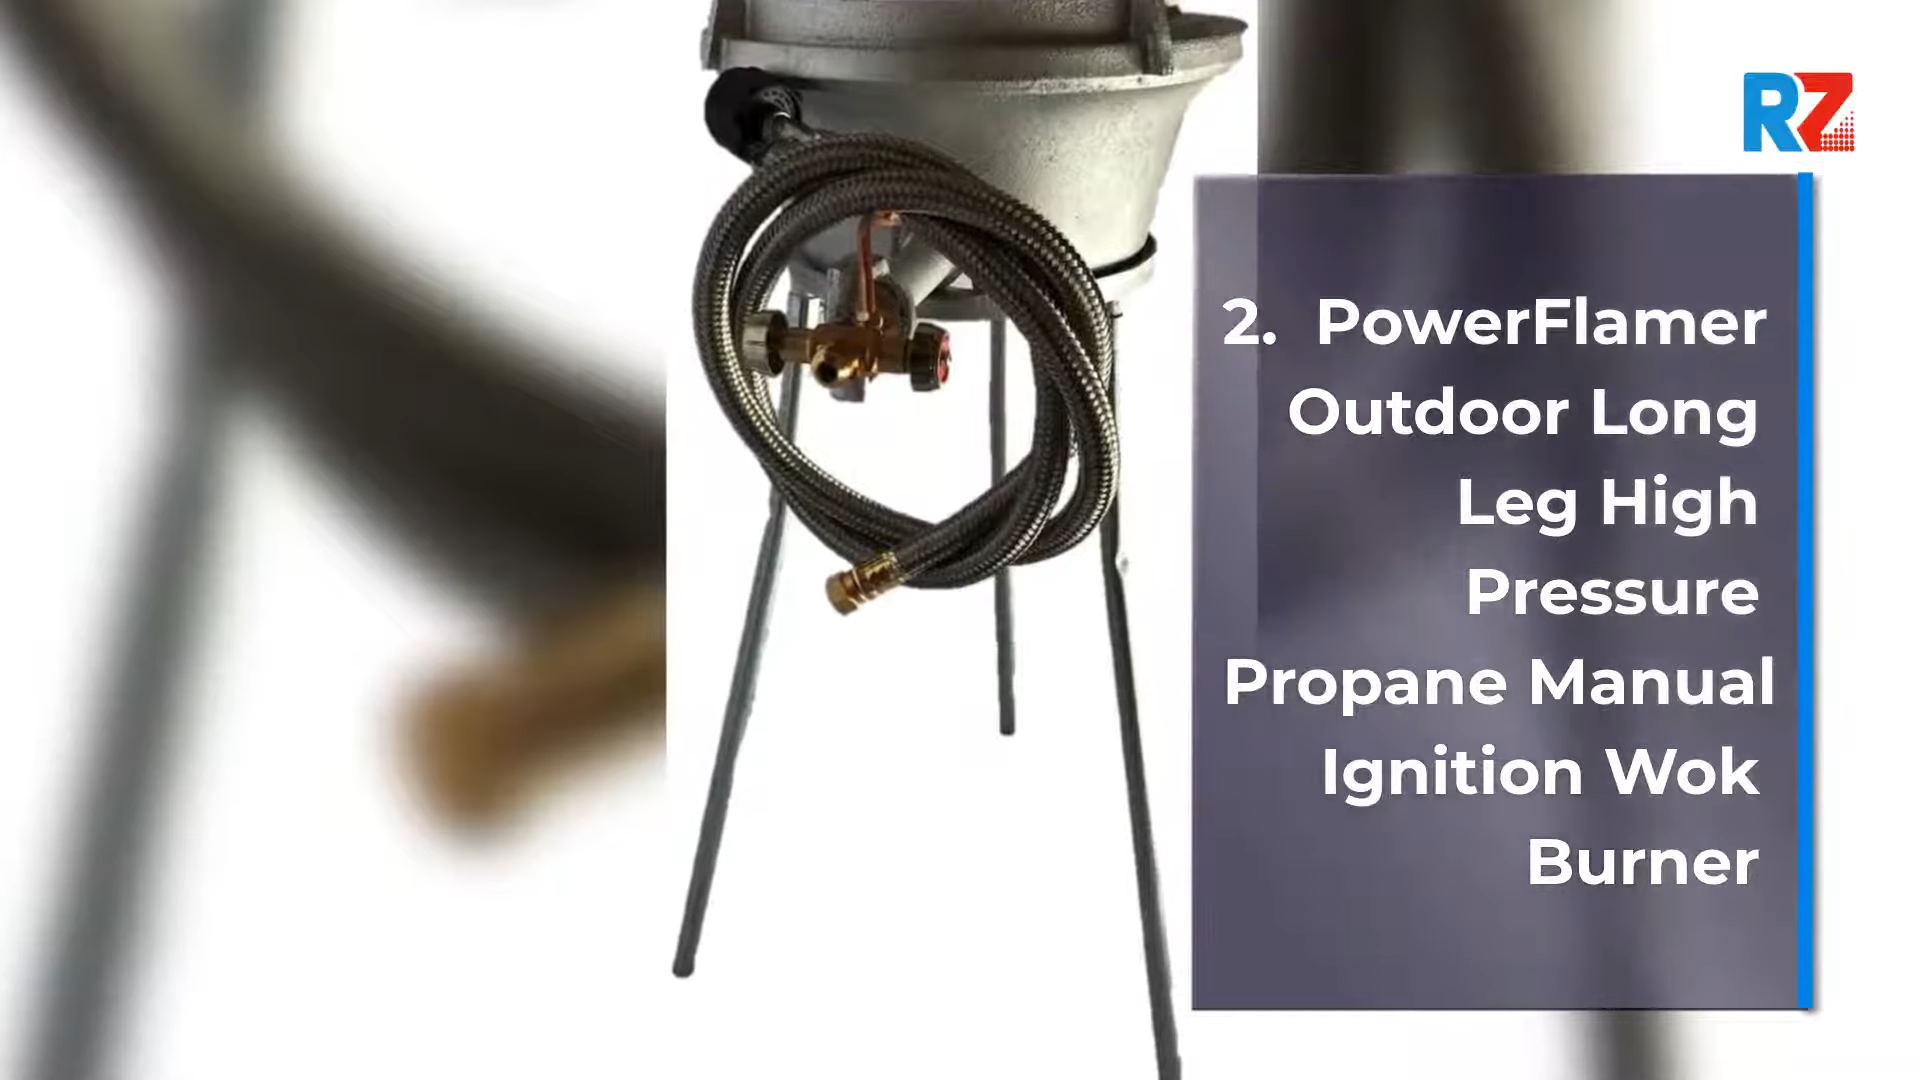 RZ
2. PowerFlamer
Outdoor Long
Leg High
Pressure
Propane Manual
Ignition Wok
Burner